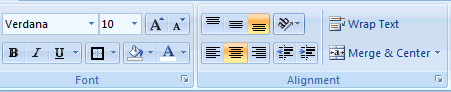 Verdana 10 A A Wrap Text
B I U A Merge & Center
Font Alignment